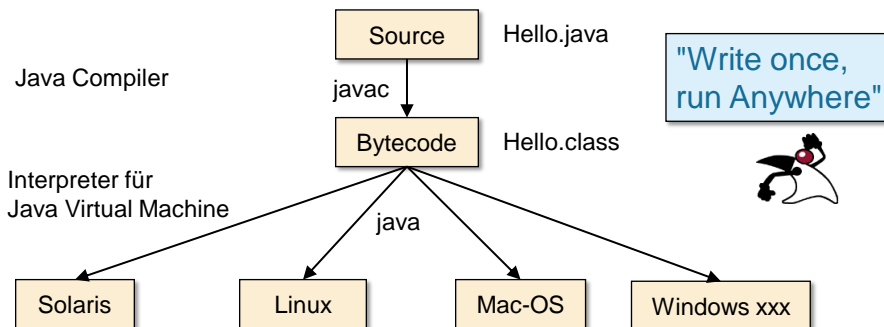 Source
Hello.java
"Write once,
run Anywhere"
Java Compiler
javac
Bytecode
Hello.class
Interpreter für
Java Virtual Machine
java
Solaris
Linux
Mac-OS
Windows xxx